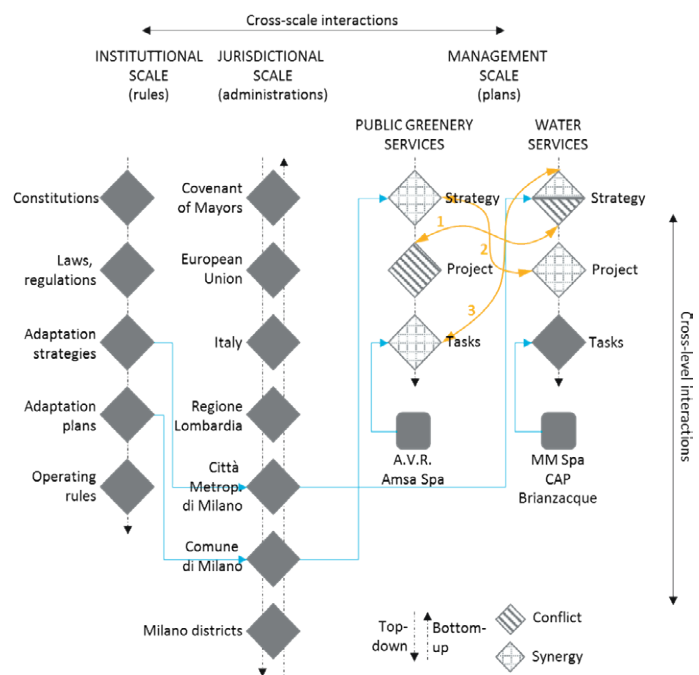 Cross-scale interactions
INSTITUTTIONAL
SCALE
(rules)
JURISDICTIONAL
SCALE
(administrations)
MANAGEMENT
SCALE
(plans)
PUBLIC GREENERY
SERVICES
WATER
SERVICES
Constitutions
Laws,
regulations
Adaptation
strategies
Adaptation
plans
Operating
rules
Covenant
of Mayors
European
Union
Italy
Regione
Lombardia
Città
Metrop.
di Milano
Comune
di Milano
Milano districts
Strategy
Project
Tasks
A.V.R.
Amsa Spa
Strategy
Project
Tasks
MM Spa
CAP
Brianzacque
1
2
3
Cross-level interactions
Top-
down
Bottom-
up
Conflict
Synergy